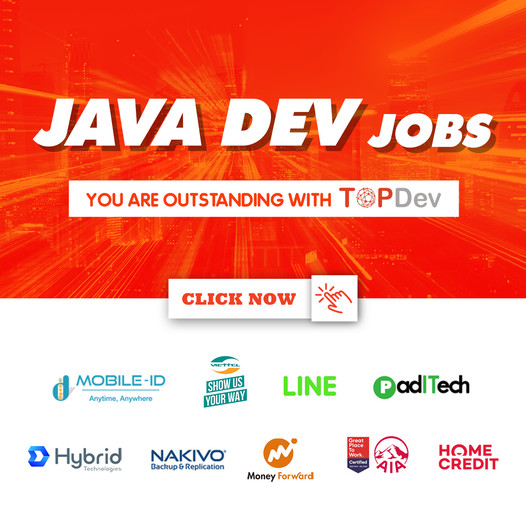 JAVA DEV JOBS
YOU ARE OUTSTANDING WITH TOPDev
CLICK NOW
MOBILE-ID
Anytime, Anywhere
VIETTEL
SHOW US
YOUR WAY
LINE
PadITech
Hybrid
Technologies
NAKIVO®
Backup & Replication
Money Forward
Great
Place
To
Work.
Certified
AIA
HOME
CREDIT